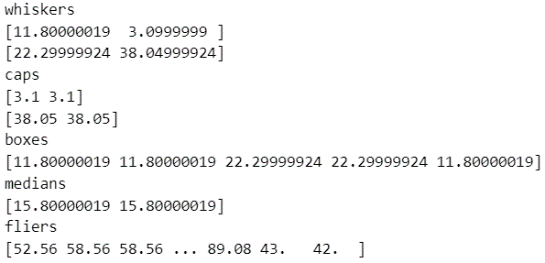 whiskers
[11.80000019  3.0999999 ]
[22.29999924 38.04999924]
caps
[3.1 3.1]
[38.05 38.05]
boxes
[11.80000019 11.80000019 22.29999924 22.29999924 11.80000019]
medians
[15.80000019 15.80000019]
fliers
[52.56 58.56 58.56 ... 89.08 43.   42.  ]